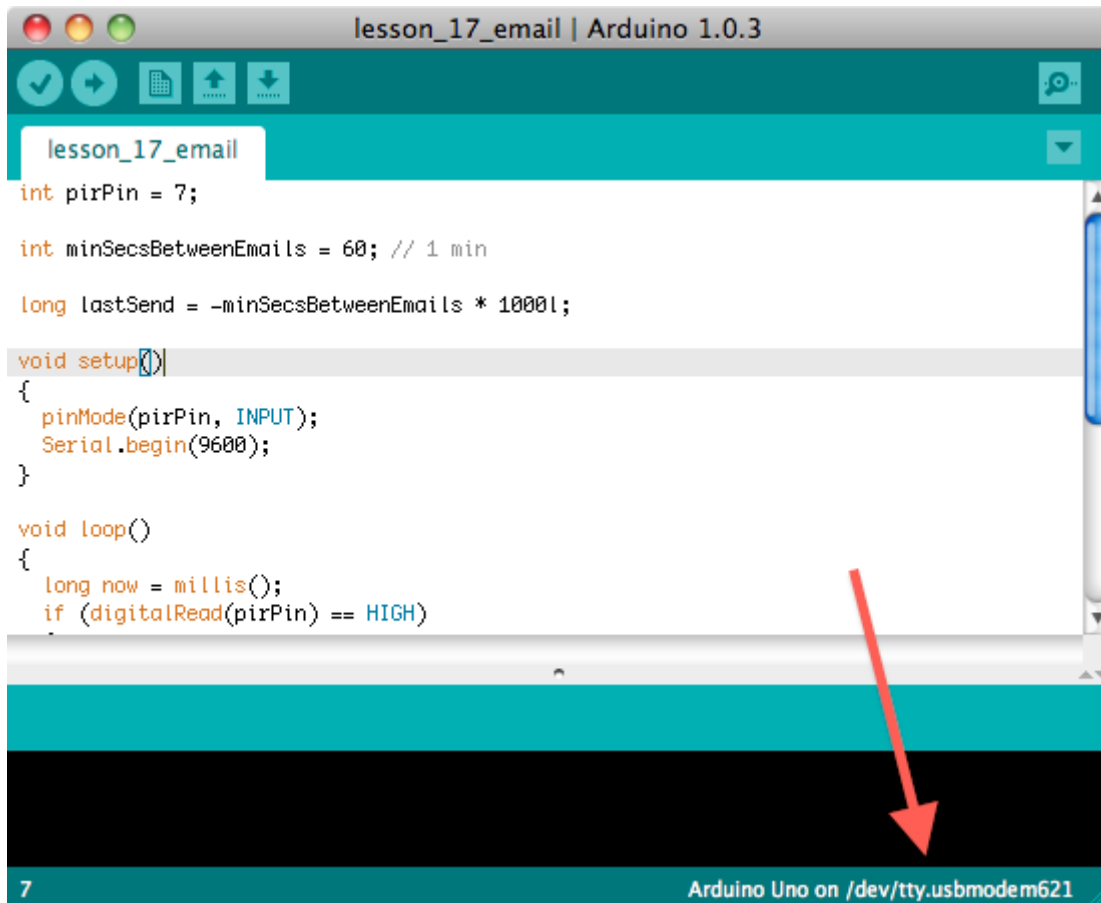 lesson_17_email | Arduino 1.0.3
lesson_17_email
int pirPin = 7;
int minSecsBetweenEmails = 60; // 1 min
long lastSend = -minSecsBetweenEmails * 1000l;
void setup()
{
  pinMode(pirPin, INPUT);
  Serial.begin(9600);
}
void loop()
{
  long now = millis();
  if (digitalRead(pirPin) == HIGH)
7
Arduino Uno on /dev/tty.usbmodem621